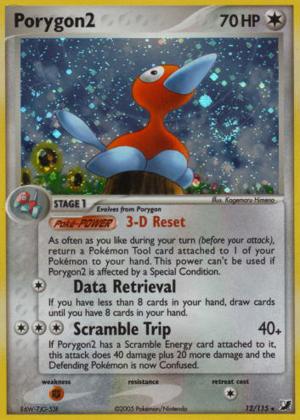 Porygon2 70 HP
Illus. Kagemaru Himeno
STAGE 1 Evolves from Porygon
Poké-POWER 3-D Reset
As often as you like during your turn (before your attack),
return a Pokémon Tool card attached to 1 of your
Pokémon to your hand. This power can't be used if
Porygon2 is affected by a Special Condition.
Data Retrieval
If you have less than 8 cards in your hand, draw cards
until you have 8 cards in your hand.
Scramble Trip 40+
If Porygon2 has a Scramble Energy card attached to it,
this attack does 40 damage plus 20 more damage and the
Defending Pokémon is now Confused.
weakness resistance retreat cost
©2005 Pokémon/Nintendo 12/115 ★